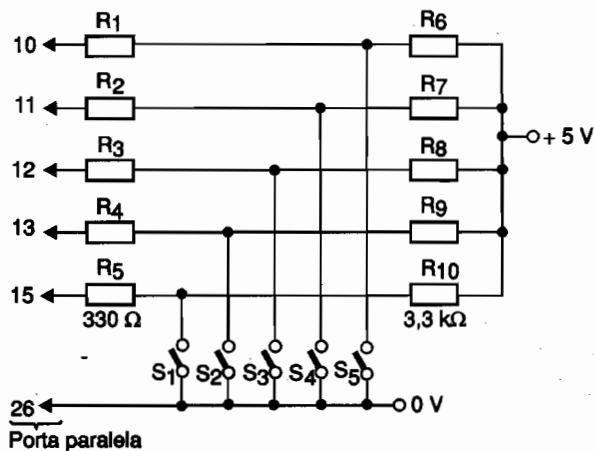 R1 R6
10
R2 R7
11
+ 5 V
R3 R8
12
R4 R9
13
R5 R10
15
330 Ω 3,3 kΩ
S1 S2 S3 S4 S5
26 0 V
Porta paralela